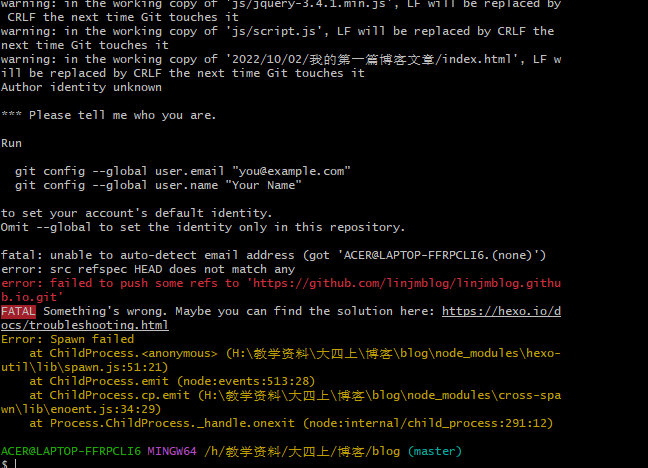 warning: in the working copy of 'js/jquery-3.4.1.min.js', LF will be replaced by
 CRLF the next time Git touches it
warning: in the working copy of 'js/script.js', LF will be replaced by CRLF the
next time Git touches it
warning: in the working copy of '2022/10/02/我的第一篇博客文章/index.html', LF w
ill be replaced by CRLF the next time Git touches it
Author identity unknown
*** Please tell me who you are.
Run
  git config --global user.email "you@example.com"
  git config --global user.name "Your Name"
to set your account's default identity.
Omit --global to set the identity only in this repository.
fatal: unable to auto-detect email address (got 'ACER@LAPTOP-FFRPCLI6.(none)')
error: src refspec HEAD does not match any
error: failed to push some refs to 'https://github.com/linjmblog/linjmblog.githu
b.io.git'
FATAL Something's wrong. Maybe you can find the solution here: https://hexo.io/d
ocs/troubleshooting.html
Error: Spawn failed
    at ChildProcess.<anonymous> (H:\教学资料\大四上\博客\blog\node_modules\hexo-
util\lib\spawn.js:51:21)
    at ChildProcess.emit (node:events:513:28)
    at ChildProcess.cp.emit (H:\教学资料\大四上\博客\blog\node_modules\cross-spa
wn\lib\enoent.js:34:29)
    at Process.ChildProcess._handle.onexit (node:internal/child_process:291:12)
ACER@LAPTOP-FFRPCLI6 MINGW64 /h/教学资料/大四上/博客/blog (master)
$